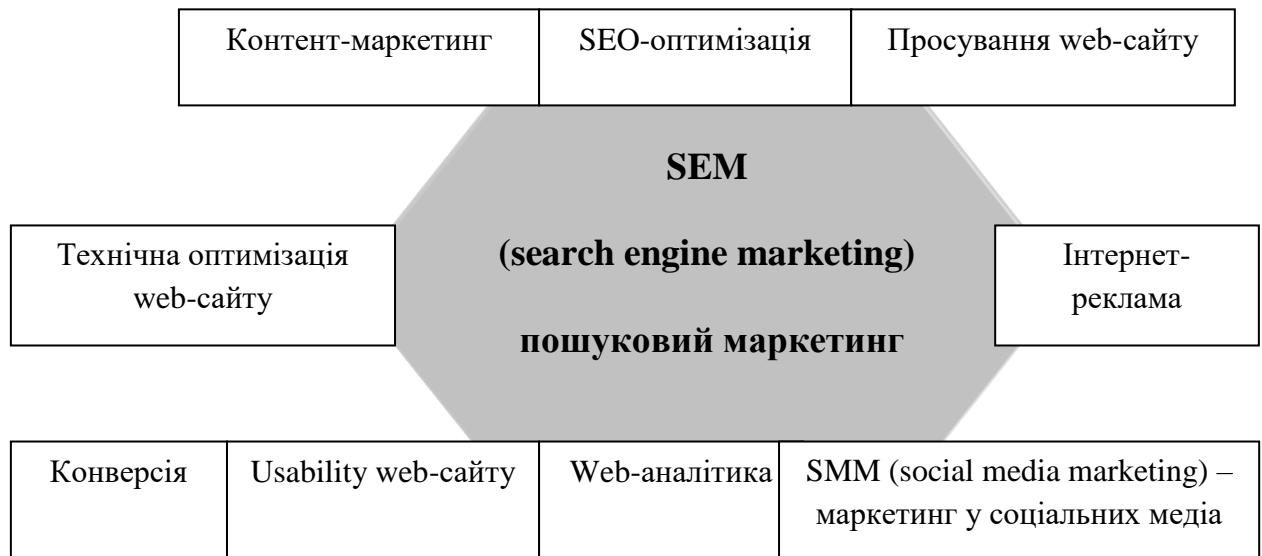 Контент-маркетинг
SEO-оптимізація
Просування web-сайту
SEM
(search engine marketing)
пошуковий маркетинг
Технічна оптимізація
web-сайту
Інтернет-
реклама
Конверсія
Usability web-сайту
Web-аналітика
SMM (social media marketing) –
маркетинг у соціальних медіа